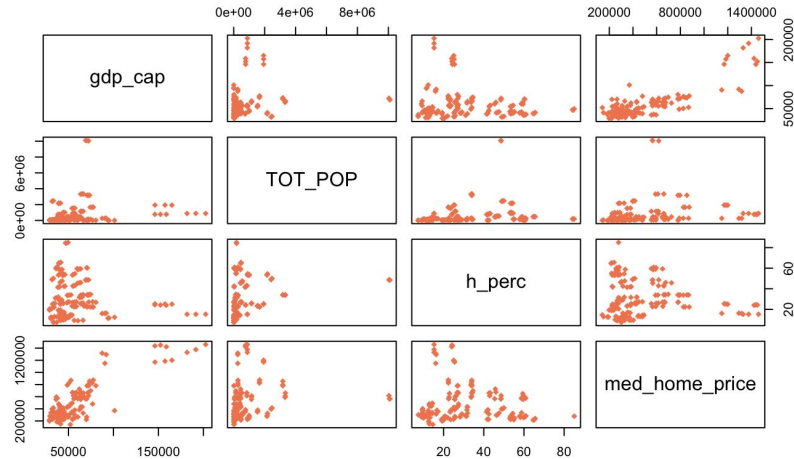 0e+00 4e+06 8e+06
200000 800000 1400000
gdp_cap
50000 200000
TOT_POP
0e+00 6e+06
h_perc
20 60
med_home_price
200000 1200000
50000 150000
20 40 60 80